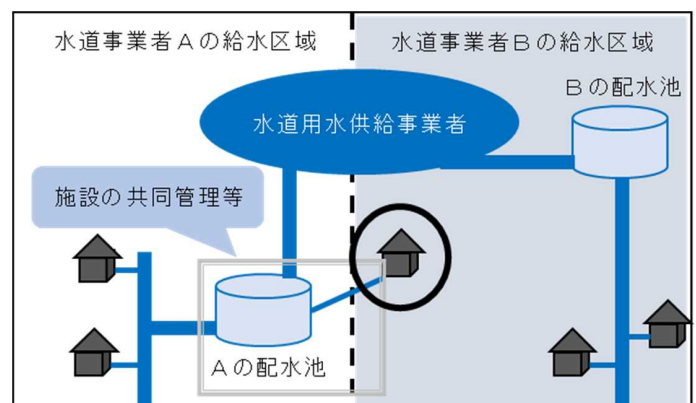 水道事業者Aの給水区域
水道事業者Bの給水区域
Bの配水池
水道用水供給事業者
施設の共同管理等
Aの配水池